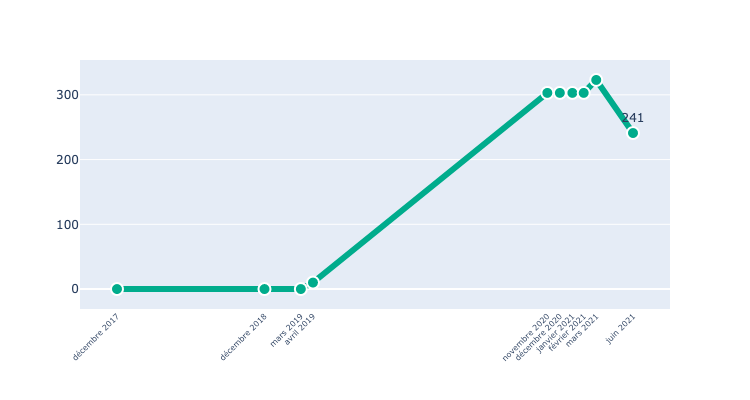 300
241
200
100
0
décembre 2017
décembre 2018
mars 2019
avril 2019
novembre 2020
décembre 2020
janvier 2021
février 2021
mars 2021
juin 2021